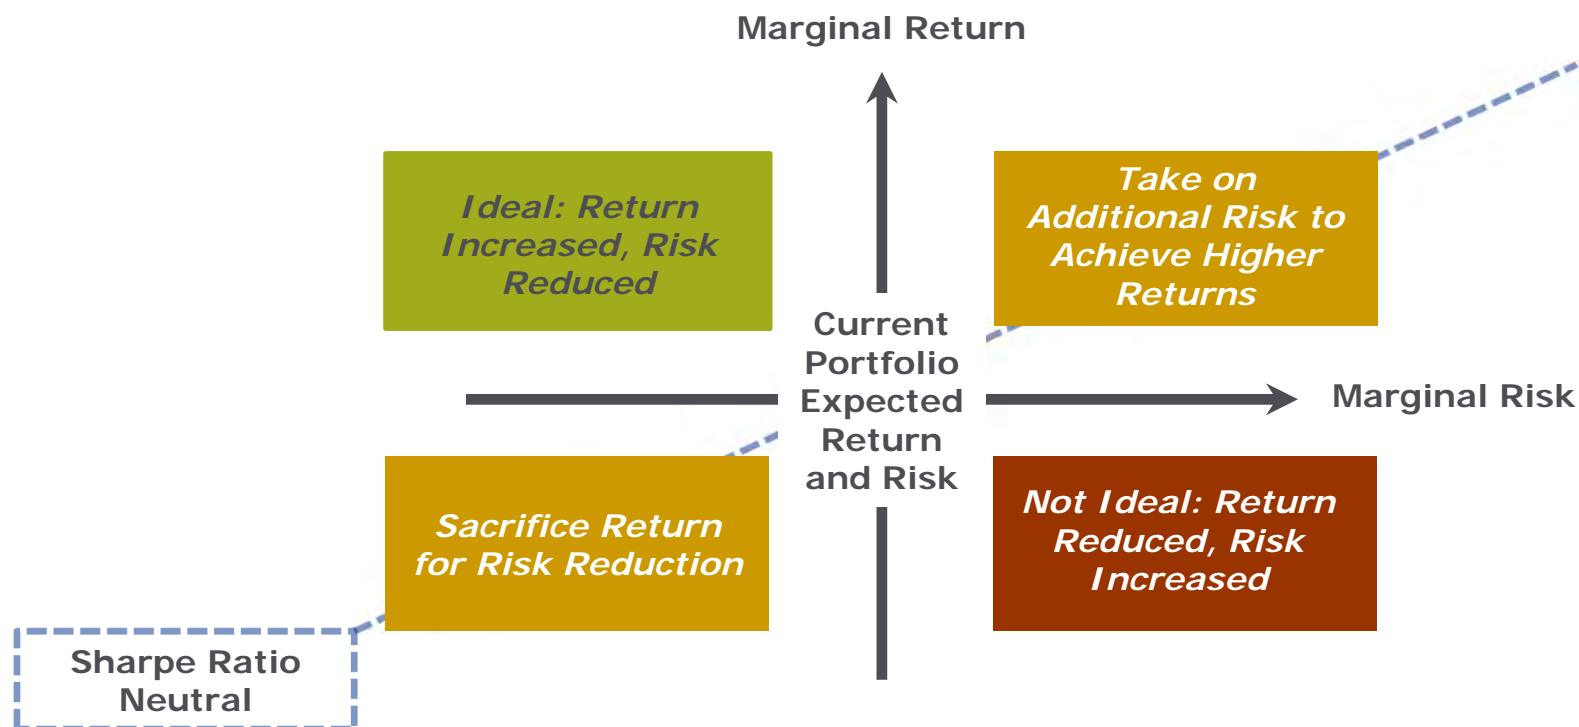 Marginal Return
Ideal: Return
Increased, Risk
Reduced
Take on
Additional Risk to
Achieve Higher
Returns
Current
Portfolio
Expected
Return
and Risk
Marginal Risk
Sacrifice Return
for Risk Reduction
Not Ideal: Return
Reduced, Risk
Increased
Sharpe Ratio
Neutral